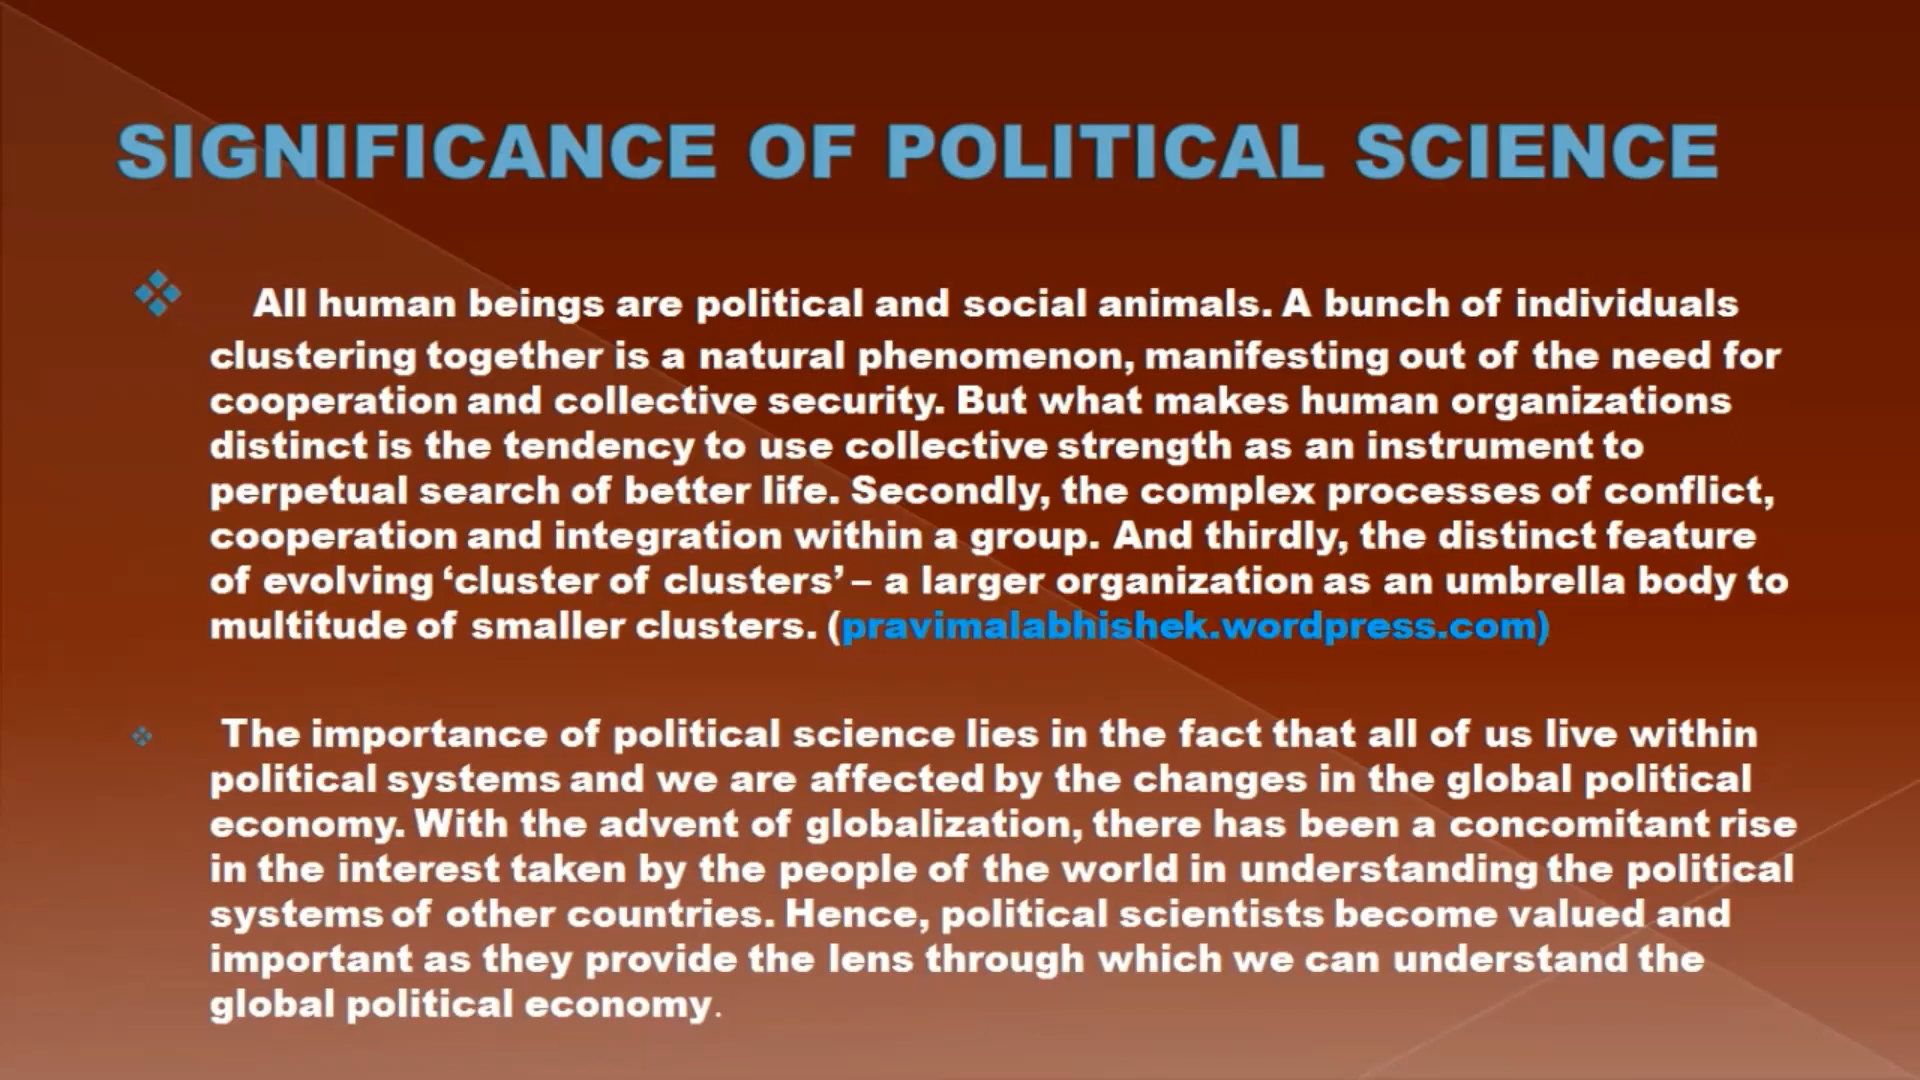 SIGNIFICANCE OF POLITICAL SCIENCE
All human beings are political and social animals. A bunch of individuals
clustering together is a natural phenomenon, manifesting out of the need for
cooperation and collective security. But what makes human organizations
distinct is the tendency to use collective strength as an instrument to
perpetual search of better life. Secondly, the complex processes of conflict,
cooperation and integration within a group. And thirdly, the distinct feature
of evolving ‘cluster of clusters’ – a larger organization as an umbrella body to
multitude of smaller clusters. (pravimalabhishek.wordpress.com)
The importance of political science lies in the fact that all of us live within
political systems and we are affected by the changes in the global political
economy. With the advent of globalization, there has been a concomitant rise
in the interest taken by the people of the world in understanding the political
systems of other countries. Hence, political scientists become valued and
important as they provide the lens through which we can understand the
global political economy.